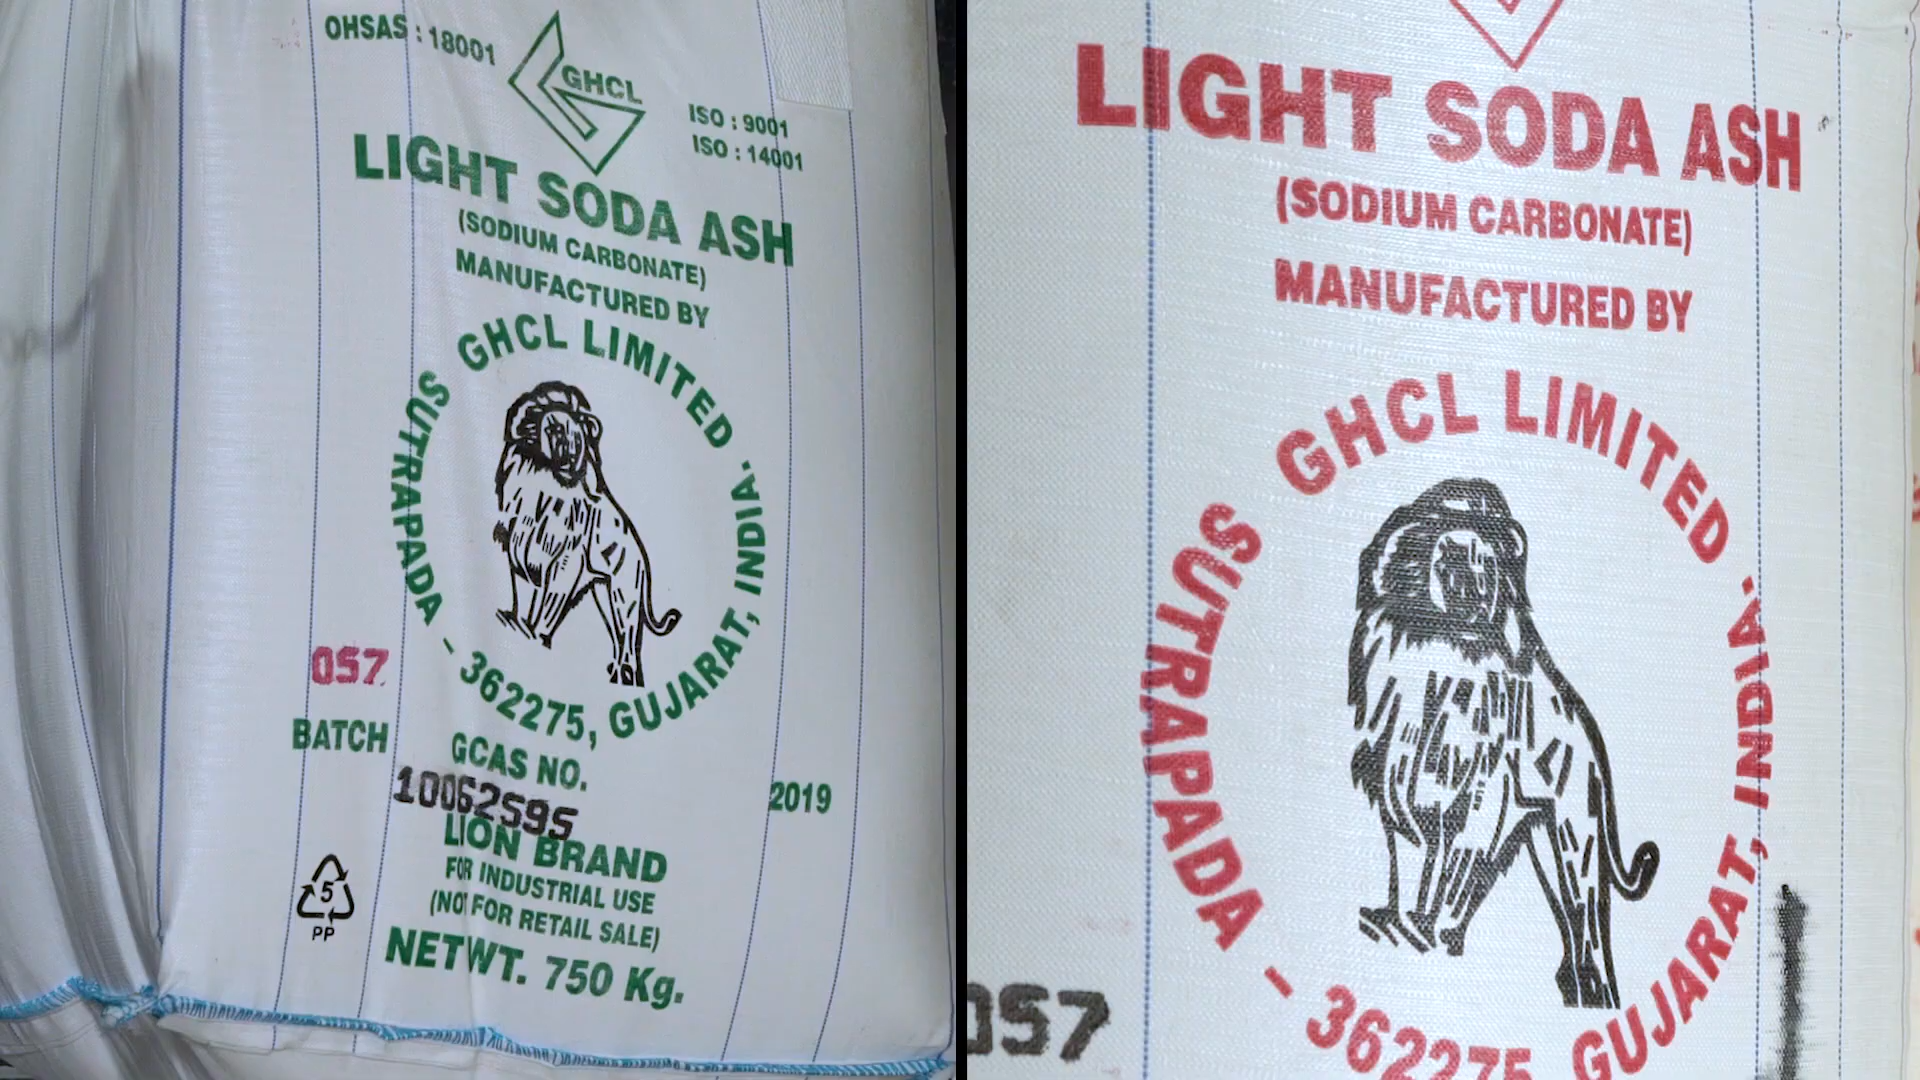 OHSAS : 18001
GHCL
ISO : 9001
ISO : 14001
LIGHT SODA ASH
(SODIUM CARBONATE)
MANUFACTURED BY
GHCL LIMITED
SUTRAPADA - 362275, GUJARAT, INDIA.
057
BATCH
GCAS NO.
10062595
2019
LION BRAND
FOR INDUSTRIAL USE
(NOT FOR RETAIL SALE)
NETWT. 750 Kg.
5
PP
LIGHT SODA ASH
(SODIUM CARBONATE)
MANUFACTURED BY
GHCL LIMITED
SUTRAPADA - 362275, GUJARAT, INDIA.
057